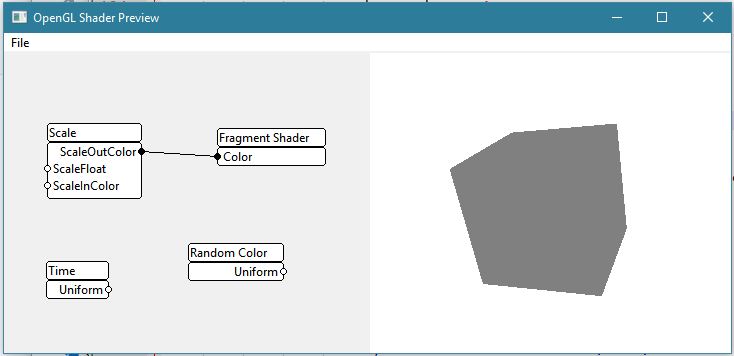 OpenGL Shader Preview
File
Scale
ScaleOutColor
ScaleFloat
ScaleInColor
Fragment Shader
Color
Time
Uniform
Random Color
Uniform